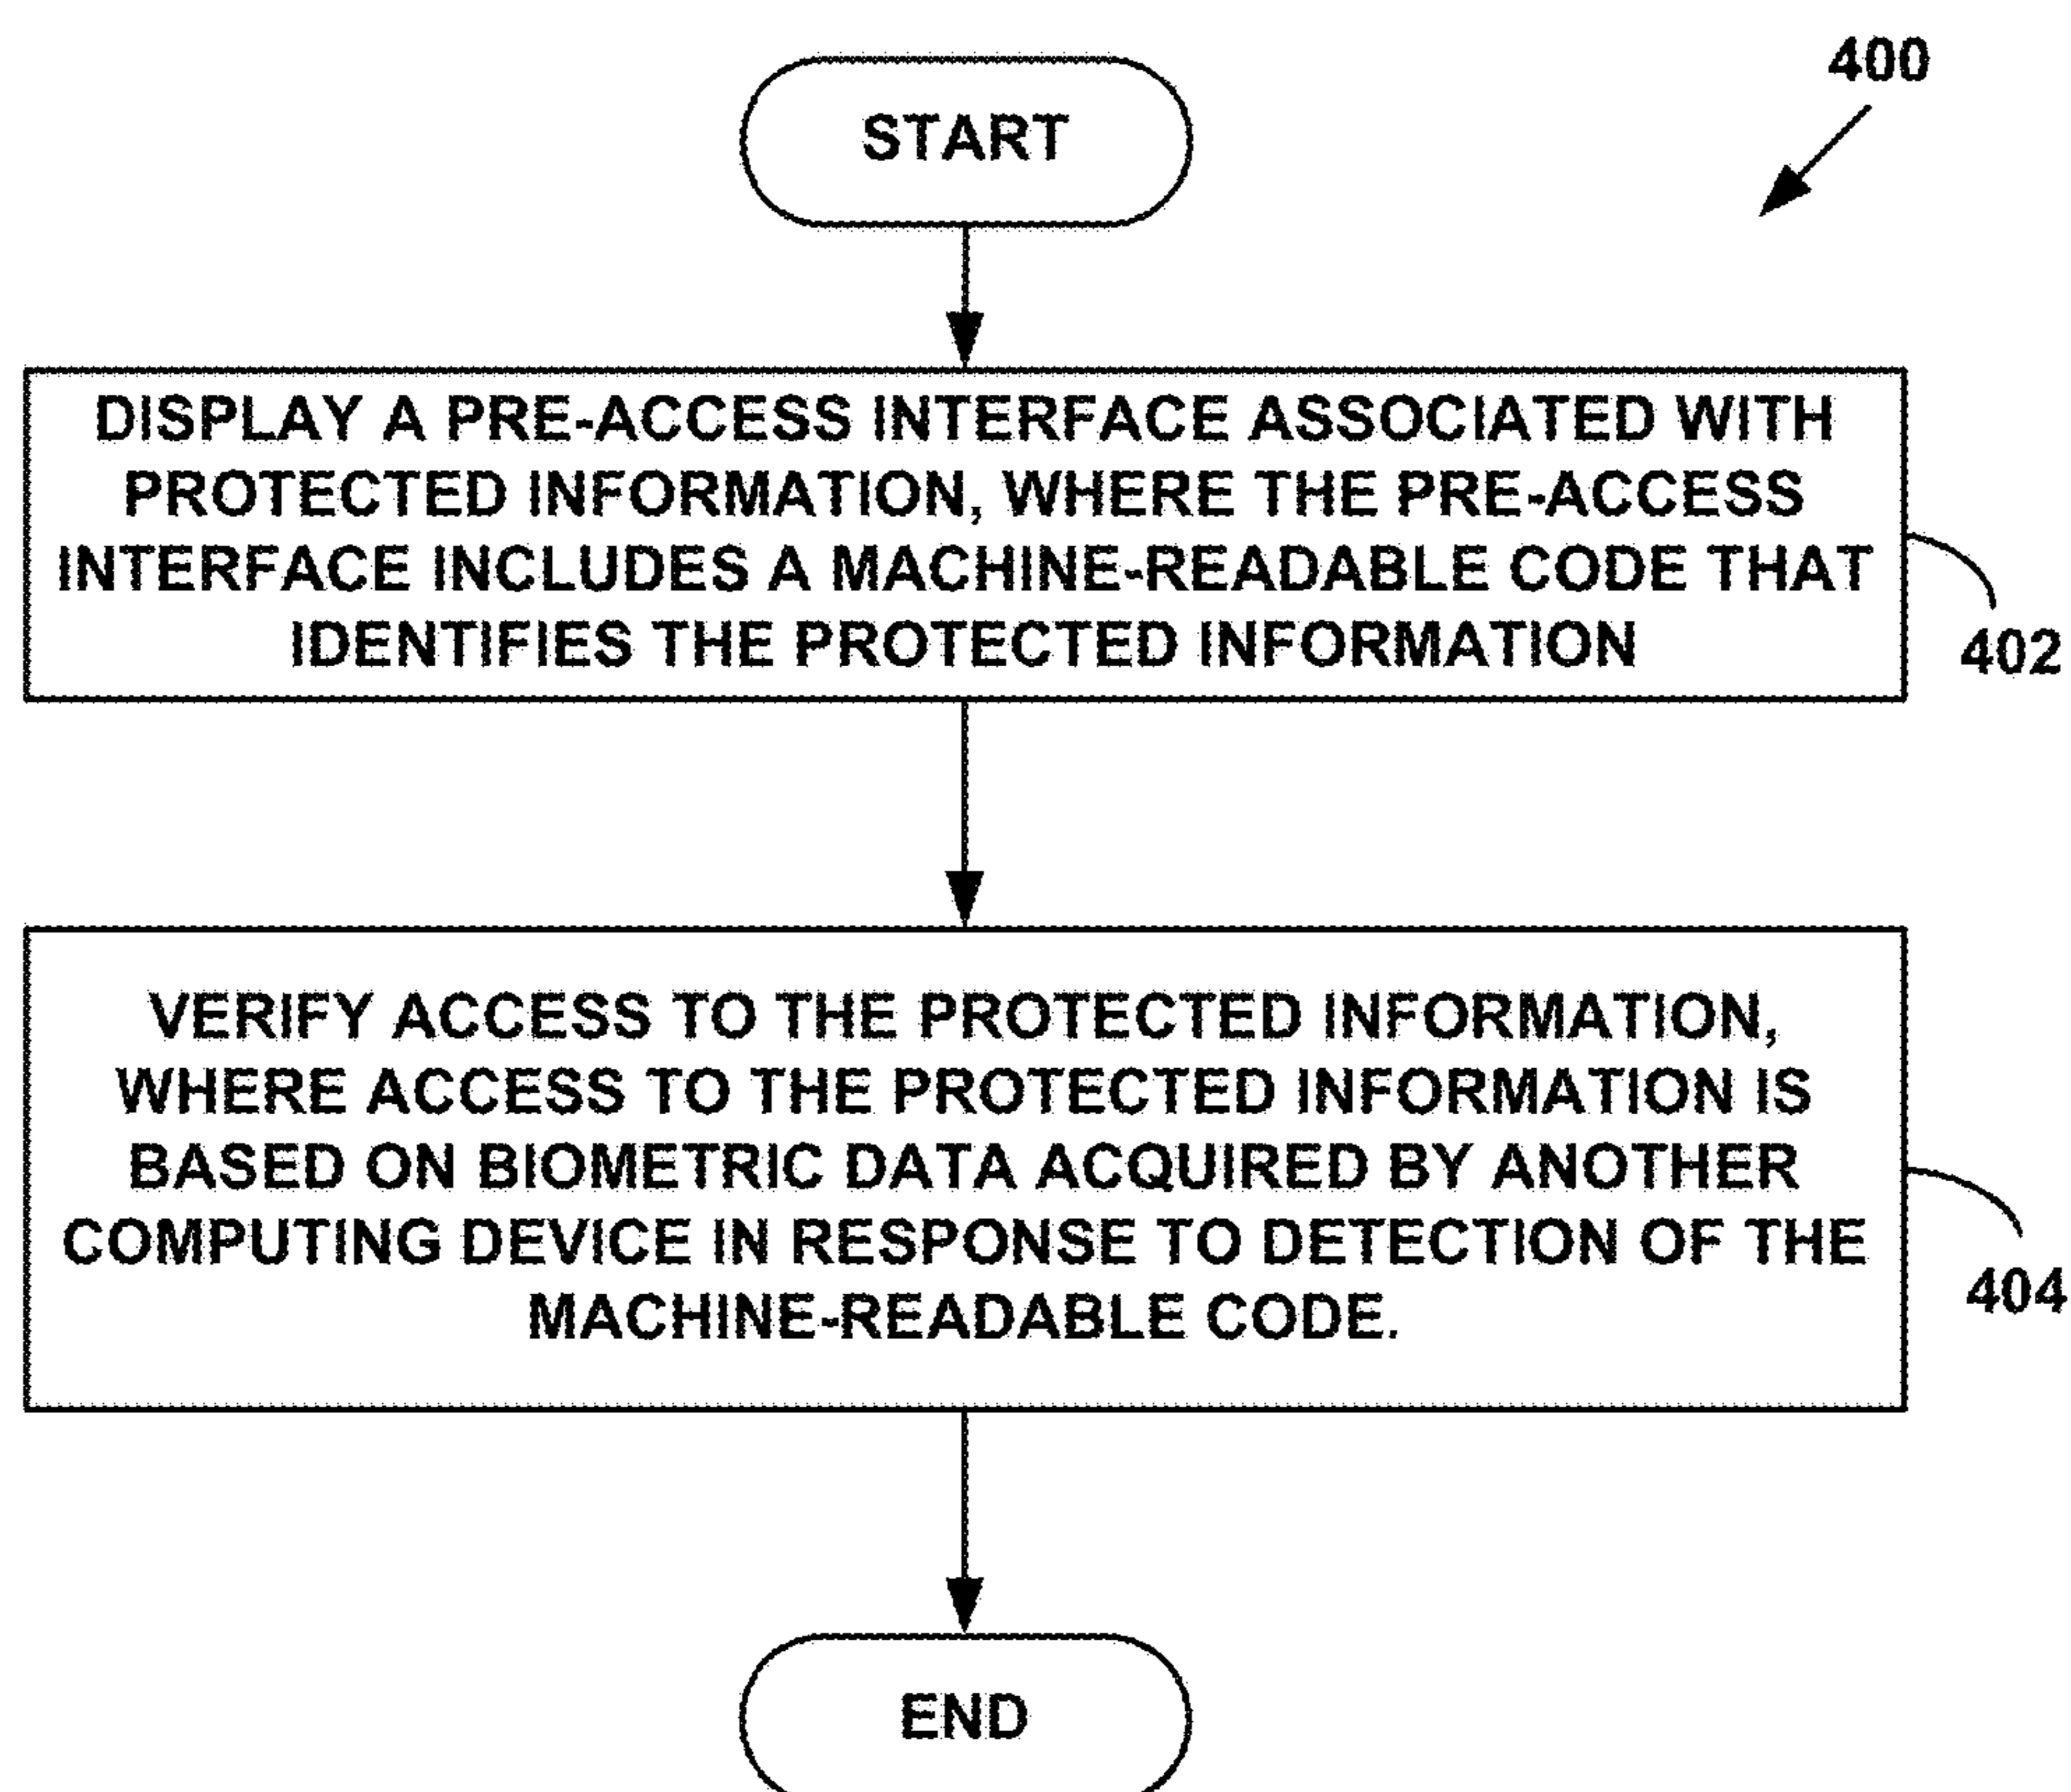 400
START
DISPLAY A PRE-ACCESS INTERFACE ASSOCIATED WITH
PROTECTED INFORMATION, WHERE THE PRE-ACCESS
INTERFACE INCLUDES A MACHINE-READABLE CODE THAT
IDENTIFIES THE PROTECTED INFORMATION
402
VERIFY ACCESS TO THE PROTECTED INFORMATION,
WHERE ACCESS TO THE PROTECTED INFORMATION IS
BASED ON BIOMETRIC DATA ACQUIRED BY ANOTHER
COMPUTING DEVICE IN RESPONSE TO DETECTION OF THE
MACHINE-READABLE CODE.
404
END